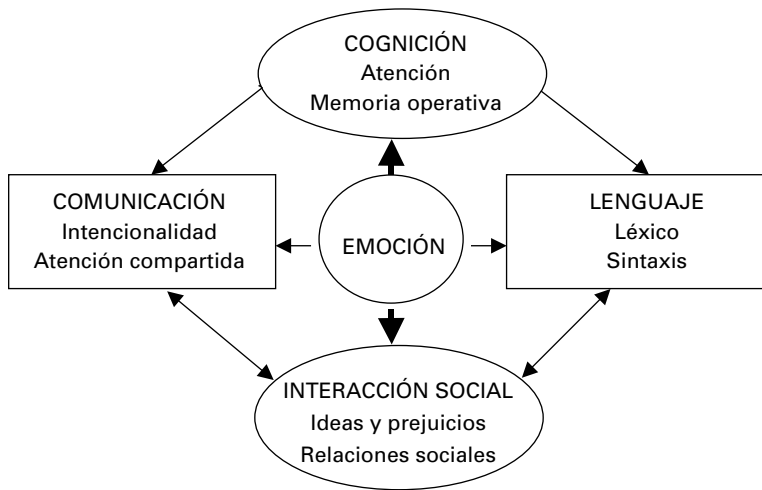 COGNICIÓN
Atención
Memoria operativa
COMUNICACIÓN
Intencionalidad
Atención compartida
EMOCIÓN
LENGUAJE
Léxico
Sintaxis
INTERACCIÓN SOCIAL
Ideas y prejuicios
Relaciones sociales